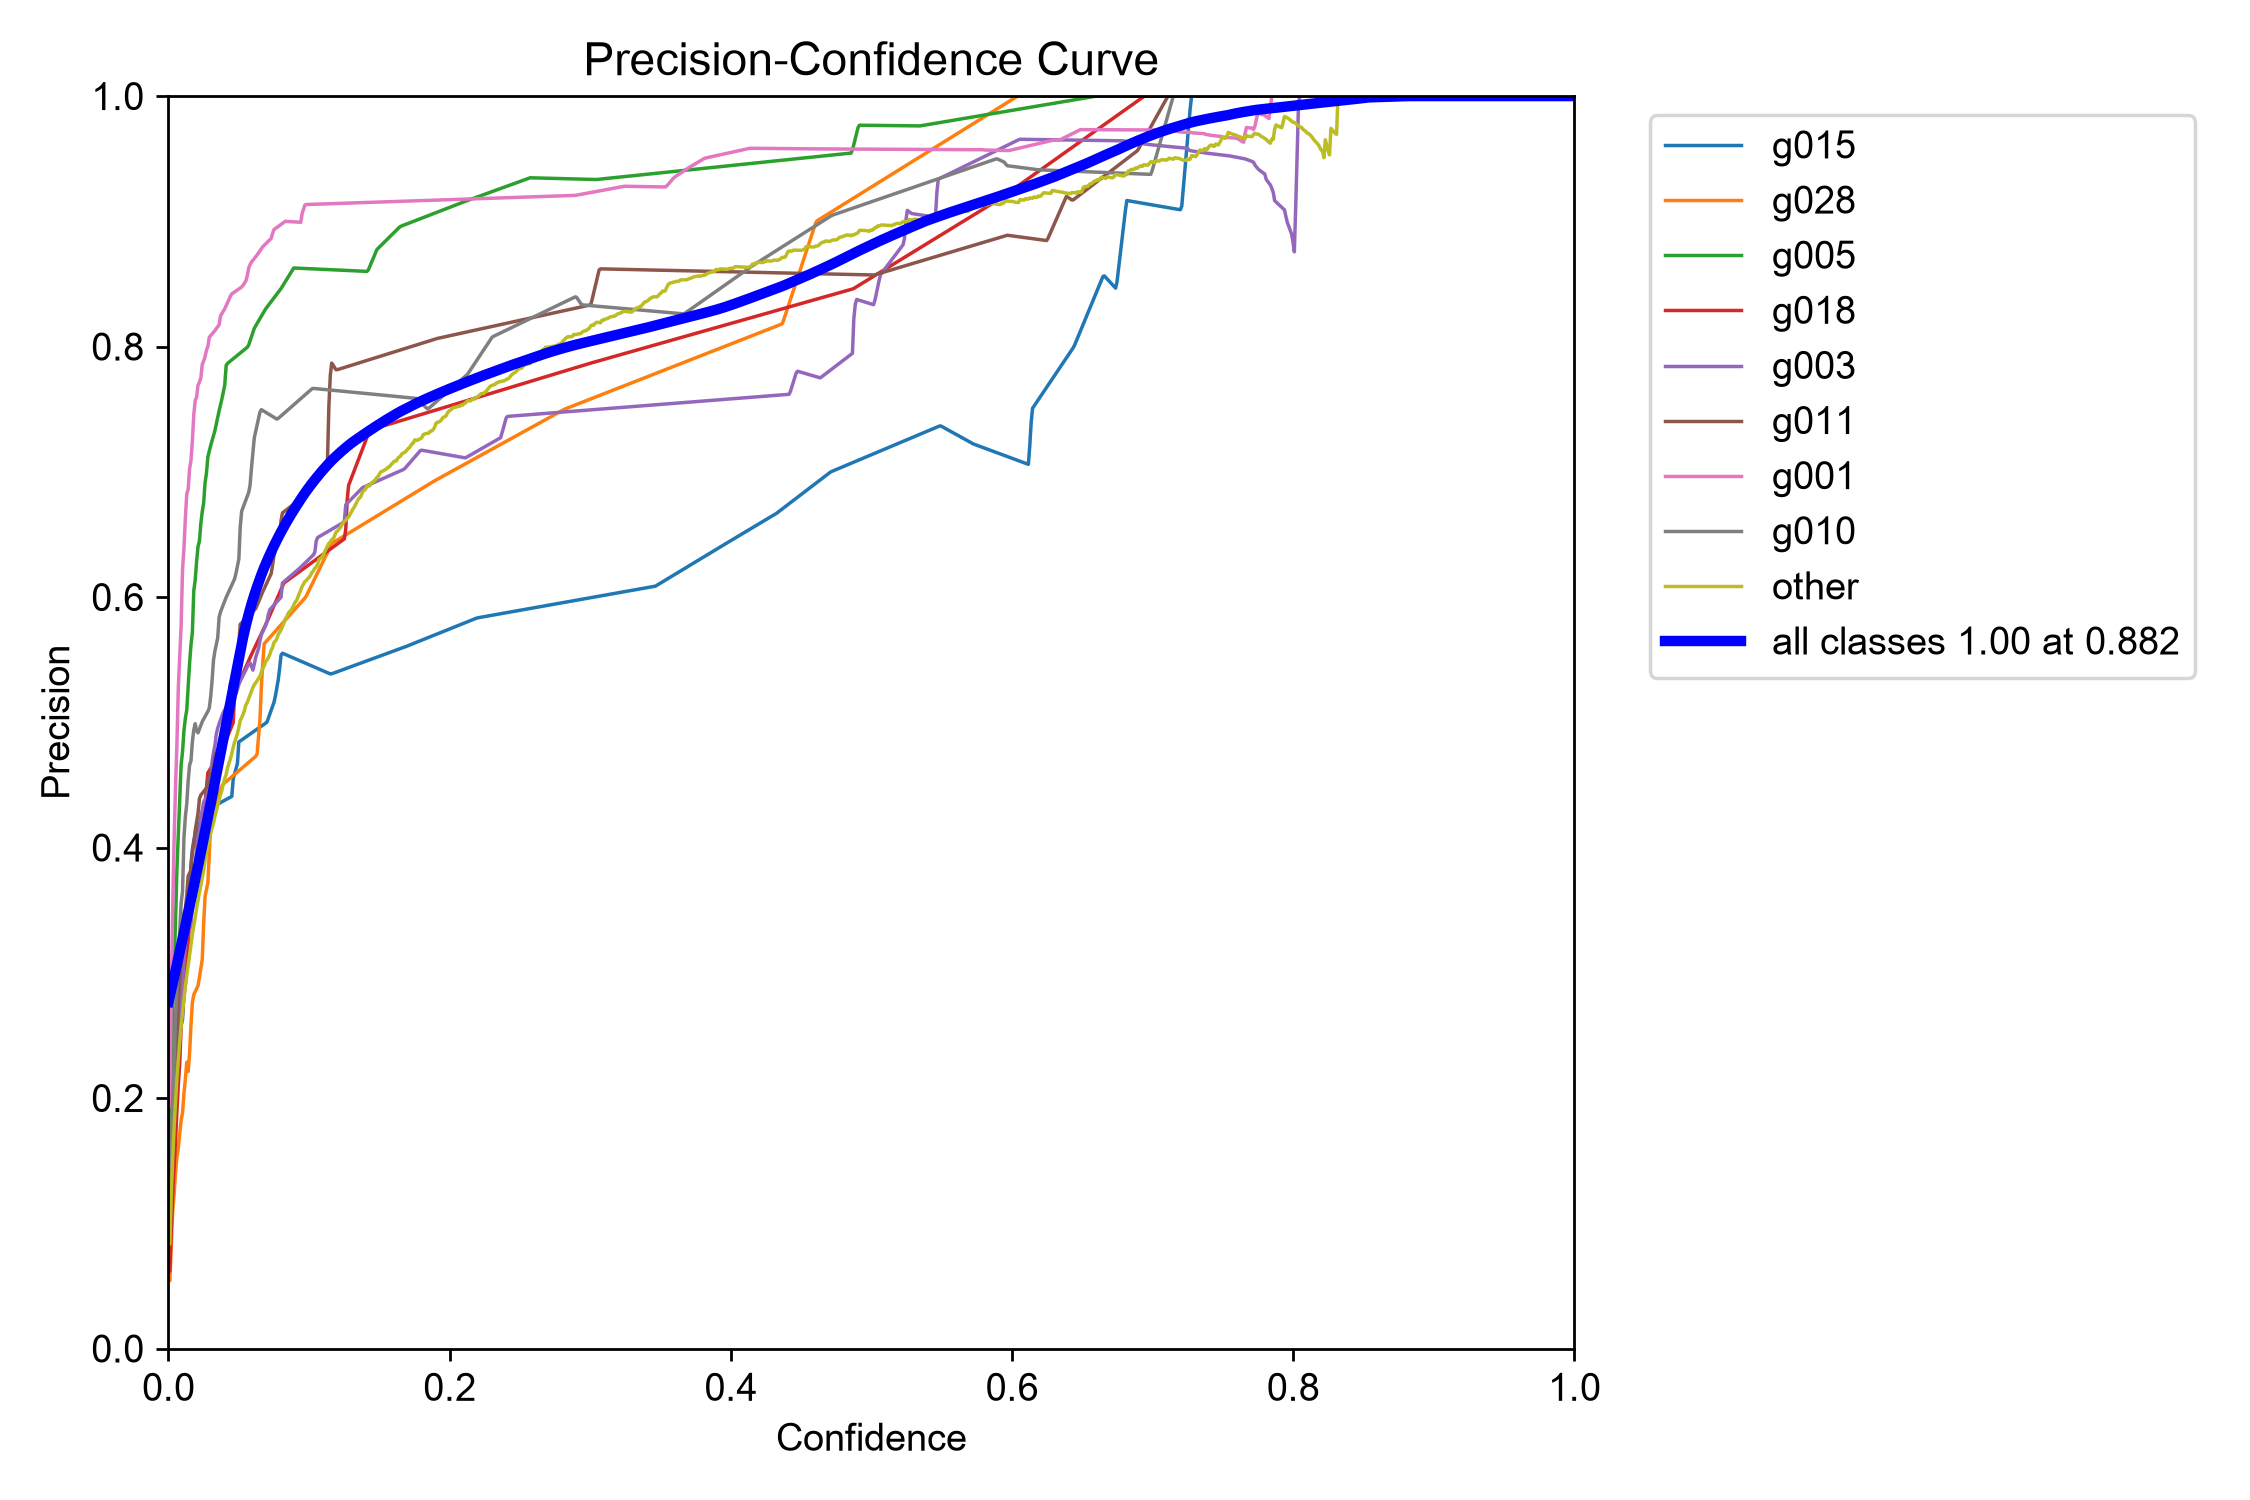 Precision-Confidence Curve
1.0
0.8
0.6
0.4
0.2
0.0
Precision
0.0 0.2 0.4 0.6 0.8 1.0
Confidence
g015
g028
g005
g018
g003
g011
g001
g010
other
all classes 1.00 at 0.882